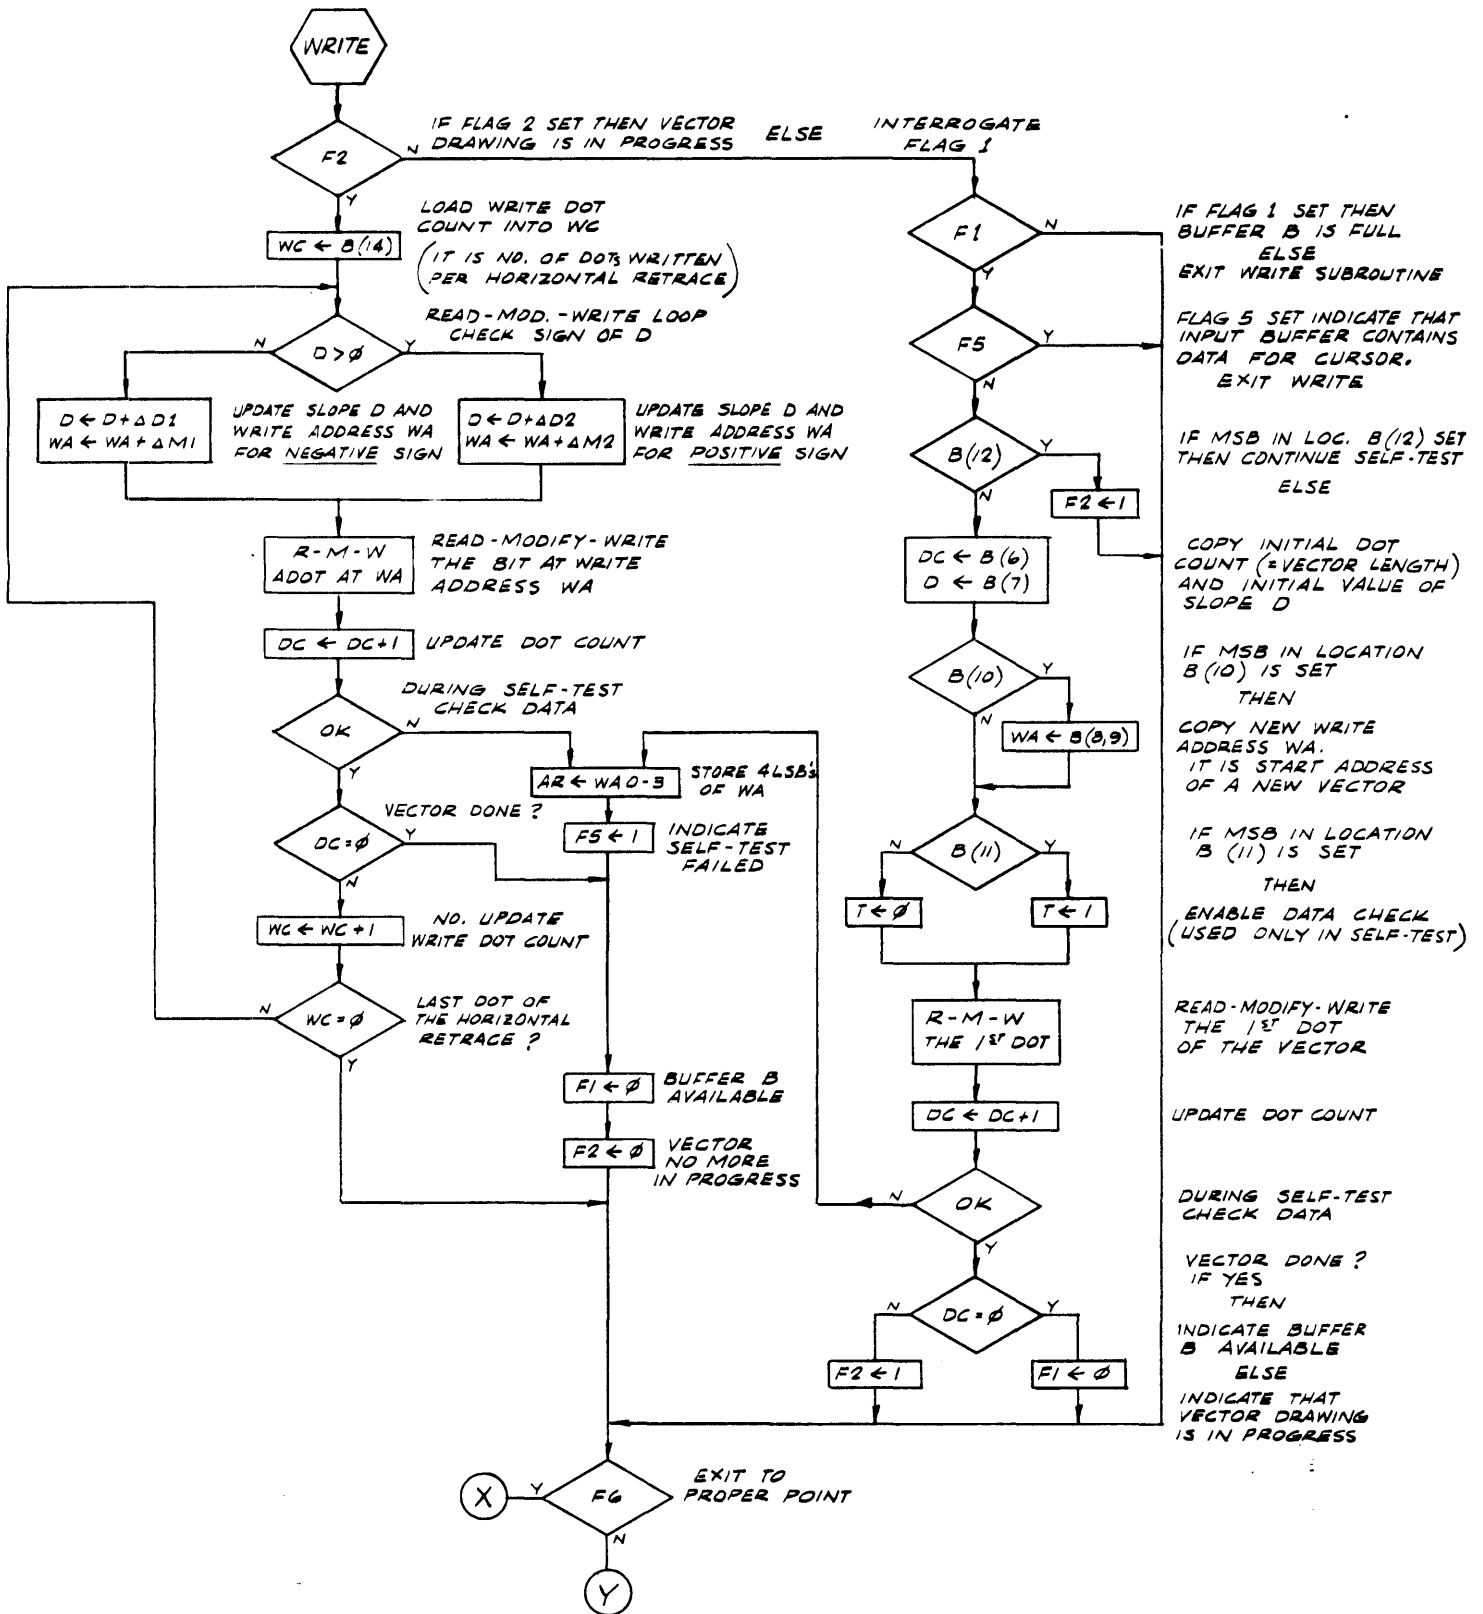 WRITE
F2
N
Y
IF FLAG 2 SET THEN VECTOR
DRAWING IS IN PROGRESS
ELSE
INTERROGATE
FLAG 1
LOAD WRITE DOT
COUNT INTO WC
WC ← B(14)
(IT IS NO. OF DOTS WRITTEN
PER HORIZONTAL RETRACE)
READ-MOD.-WRITE LOOP
CHECK SIGN OF D
D>Ø
N
Y
D ← D+ΔD1
WA ← WA+ΔM1
UPDATE SLOPE D AND
WRITE ADDRESS WA
FOR NEGATIVE SIGN
D ← D+ΔD2
WA ← WA+ΔM2
UPDATE SLOPE D AND
WRITE ADDRESS WA
FOR POSITIVE SIGN
R-M-W
ADOT AT WA
READ-MODIFY-WRITE
THE BIT AT WRITE
ADDRESS WA
DC ← DC+1
UPDATE DOT COUNT
DURING SELF-TEST
CHECK DATA
OK
N
Y
AR ← WA 0-3
STORE 4 LSB's
OF WA
VECTOR DONE ?
DC=Ø
Y
N
F5 ← 1
INDICATE
SELF-TEST
FAILED
WC ← WC+1
NO. UPDATE
WRITE DOT COUNT
WC=Ø
N
Y
LAST DOT OF
THE HORIZONTAL
RETRACE ?
F1 ← Ø
BUFFER B
AVAILABLE
F2 ← Ø
VECTOR
NO MORE
IN PROGRESS
F1
N
Y
IF FLAG 1 SET THEN
BUFFER B IS FULL
ELSE
EXIT WRITE SUBROUTINE
F5
Y
N
FLAG 5 SET INDICATE THAT
INPUT BUFFER CONTAINS
DATA FOR CURSOR.
EXIT WRITE
B(12)
Y
N
F2 ← 1
IF MSB IN LOC. B(12) SET
THEN CONTINUE SELF-TEST
ELSE
DC ← B(6)
D ← B(7)
COPY INITIAL DOT
COUNT (=VECTOR LENGTH)
AND INITIAL VALUE OF
SLOPE D
B(10)
Y
N
IF MSB IN LOCATION
B(10) IS SET
THEN
WA ← B(8,9)
COPY NEW WRITE
ADDRESS WA.
IT IS START ADDRESS
OF A NEW VECTOR
B(11)
N
Y
IF MSB IN LOCATION
B (11) IS SET
THEN
T ← Ø
T ← 1
ENABLE DATA CHECK
(USED ONLY IN SELF-TEST)
R-M-W
THE 1ST DOT
READ-MODIFY-WRITE
THE 1ST DOT
OF THE VECTOR
DC ← DC+1
UPDATE DOT COUNT
OK
N
Y
DURING SELF-TEST
CHECK DATA
DC=Ø
N
Y
VECTOR DONE ?
IF YES
THEN
F2 ← 1
F1 ← Ø
INDICATE BUFFER
B AVAILABLE
ELSE
INDICATE THAT
VECTOR DRAWING
IS IN PROGRESS
X
Y
F6
N
EXIT TO
PROPER POINT
Y